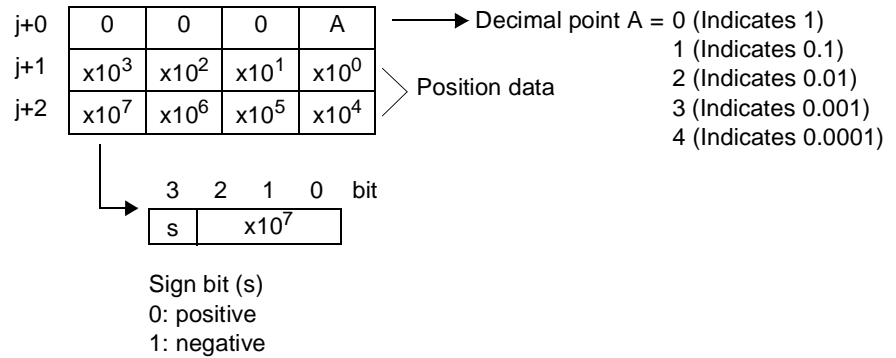 j+0 0 0 0 A Decimal point A = 0 (Indicates 1)
1 (Indicates 0.1)
j+1 x10³ x10² x10¹ x10⁰
2 (Indicates 0.01)
Position data
j+2 x10⁷ x10⁶ x10⁵ x10⁴
3 (Indicates 0.001)
4 (Indicates 0.0001)
3 2 1 0 bit
s x10⁷
Sign bit (s)
0: positive
1: negative